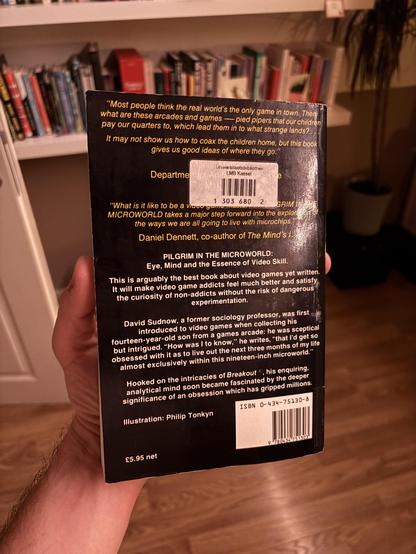 "Most people think the real world's the only game in town. Then
what are these arcades and games — pied pipers that our children
pay our quarters to, which lead them in to what strange lands?
It may not show us how to coax the children home, but this book
gives us good ideas of where they go."
Universitätsbibliothek
LMB Kassel
1 303 680 2
"What is it like to be a video
MICROWORLD takes a major step forward into the
the ways we are all going to live with microchips
Daniel Dennett, co-author of The Mind's I.
PILGRIM IN THE MICROWORLD:
Eye, Mind and the Essence of Video Skill.
This is arguably the best book about video games yet written.
It will make video game addicts feel much better and satisfy
the curiosity of non-addicts without the risk of dangerous
experimentation.
David Sudnow, a former sociology professor, was first
introduced to video games when collecting his
fourteen-year-old son from a games arcade: he was sceptical
but intrigued. "How was I to know," he writes, "that I'd get so
obsessed with it as to live out the next three months of my life
almost exclusively within this nineteen-inch microworld."
Hooked on the intricacies of Breakout, his enquiring,
analytical mind soon became fascinated by the deeper
significance of an obsession which has gripped millions.
Illustration: Philip Tonkyn
ISBN 0-434-75130-8
£5.95 net